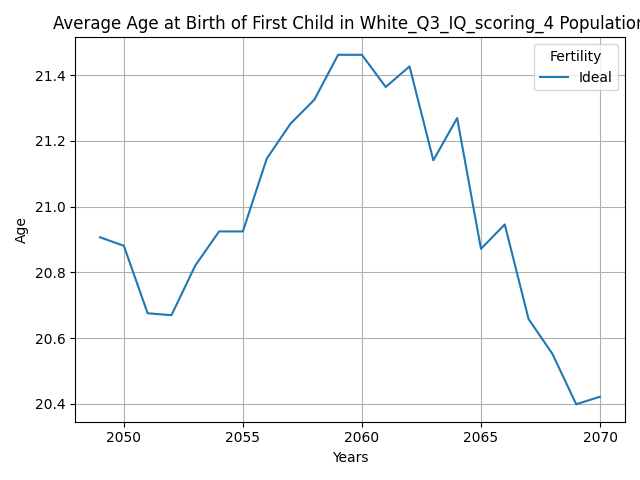 Average Age at Birth of First Child in White_Q3_IQ_scoring_4 Population
Fertility
Ideal
21.4
21.2
21.0
20.8
20.6
20.4
Age
2050 2055 2060 2065 2070
Years